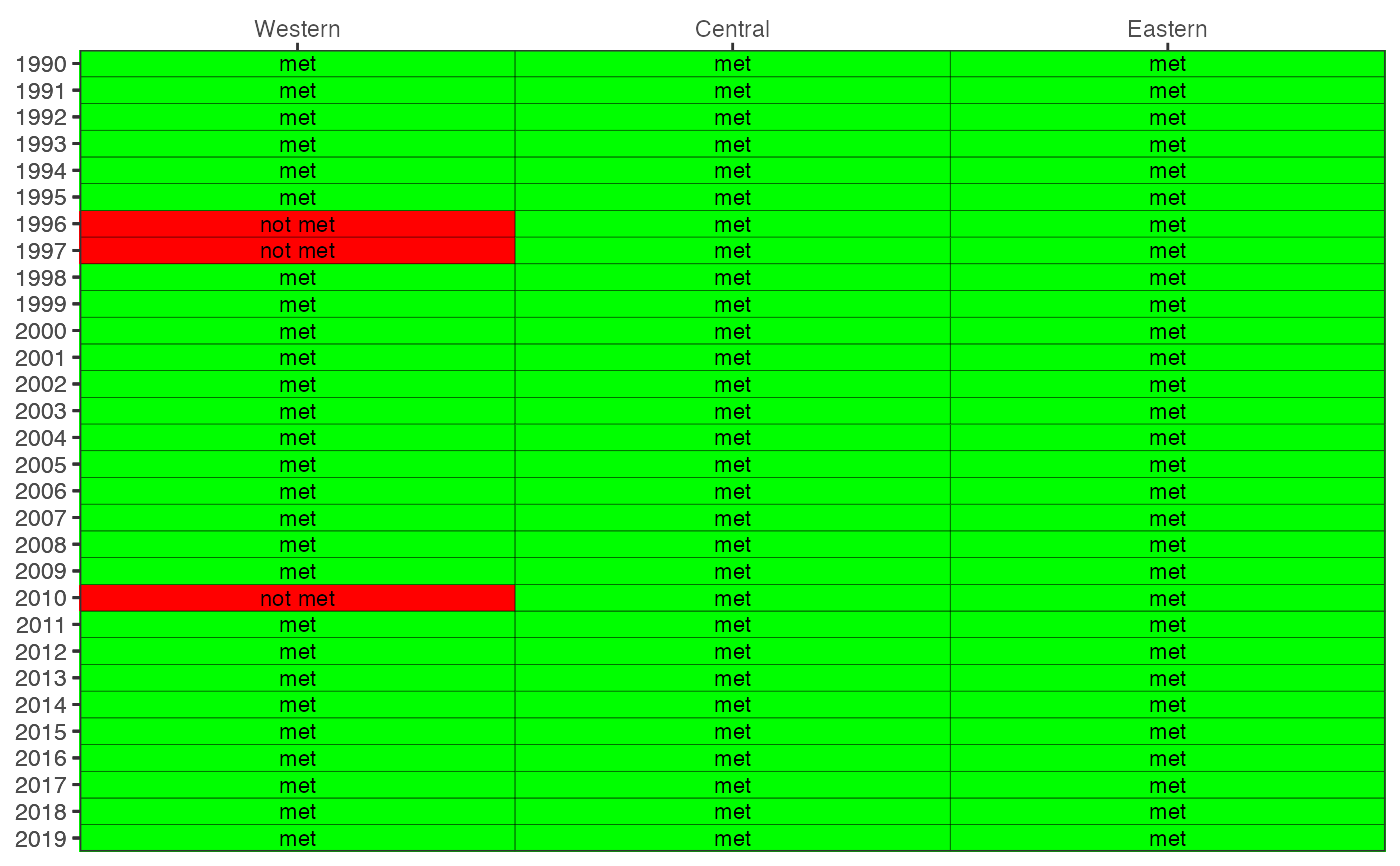 Western Central Eastern
1990 met met met
1991 met met met
1992 met met met
1993 met met met
1994 met met met
1995 met met met
1996 not met met met
1997 not met met met
1998 met met met
1999 met met met
2000 met met met
2001 met met met
2002 met met met
2003 met met met
2004 met met met
2005 met met met
2006 met met met
2007 met met met
2008 met met met
2009 met met met
2010 not met met met
2011 met met met
2012 met met met
2013 met met met
2014 met met met
2015 met met met
2016 met met met
2017 met met met
2018 met met met
2019 met met met